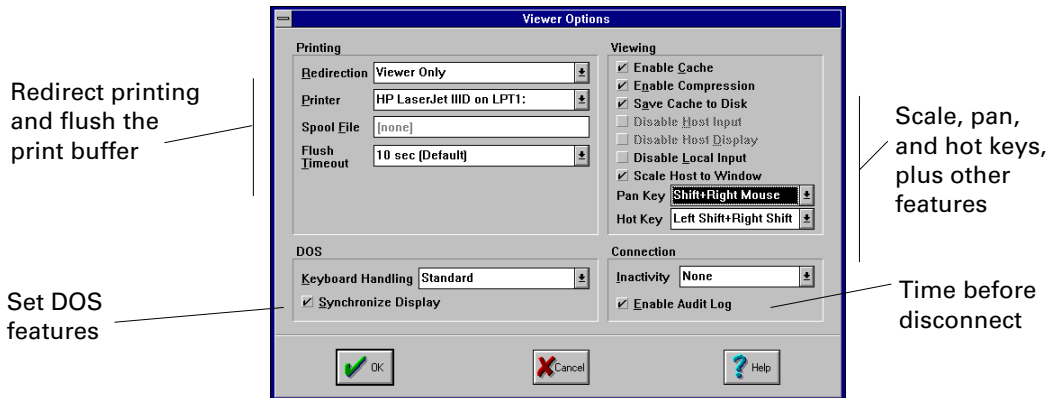 Viewer Options
Redirect printing
and flush the
print buffer
Printing
Redirection Viewer Only
Printer HP LaserJet IIID on LPT1:
Spool File [none]
Flush
Timeout 10 sec (Default)
Viewing
Enable Cache
Enable Compression
Save Cache to Disk
Disable Host Input
Disable Host Display
Disable Local Input
Scale Host to Window
Pan Key Shift+Right Mouse
Hot Key Left Shift+Right Shift
Scale, pan,
and hot keys,
plus other
features
Set DOS
features
DOS
Keyboard Handling Standard
Synchronize Display
Connection
Inactivity None
Enable Audit Log
Time before
disconnect
OK
Cancel
? Help